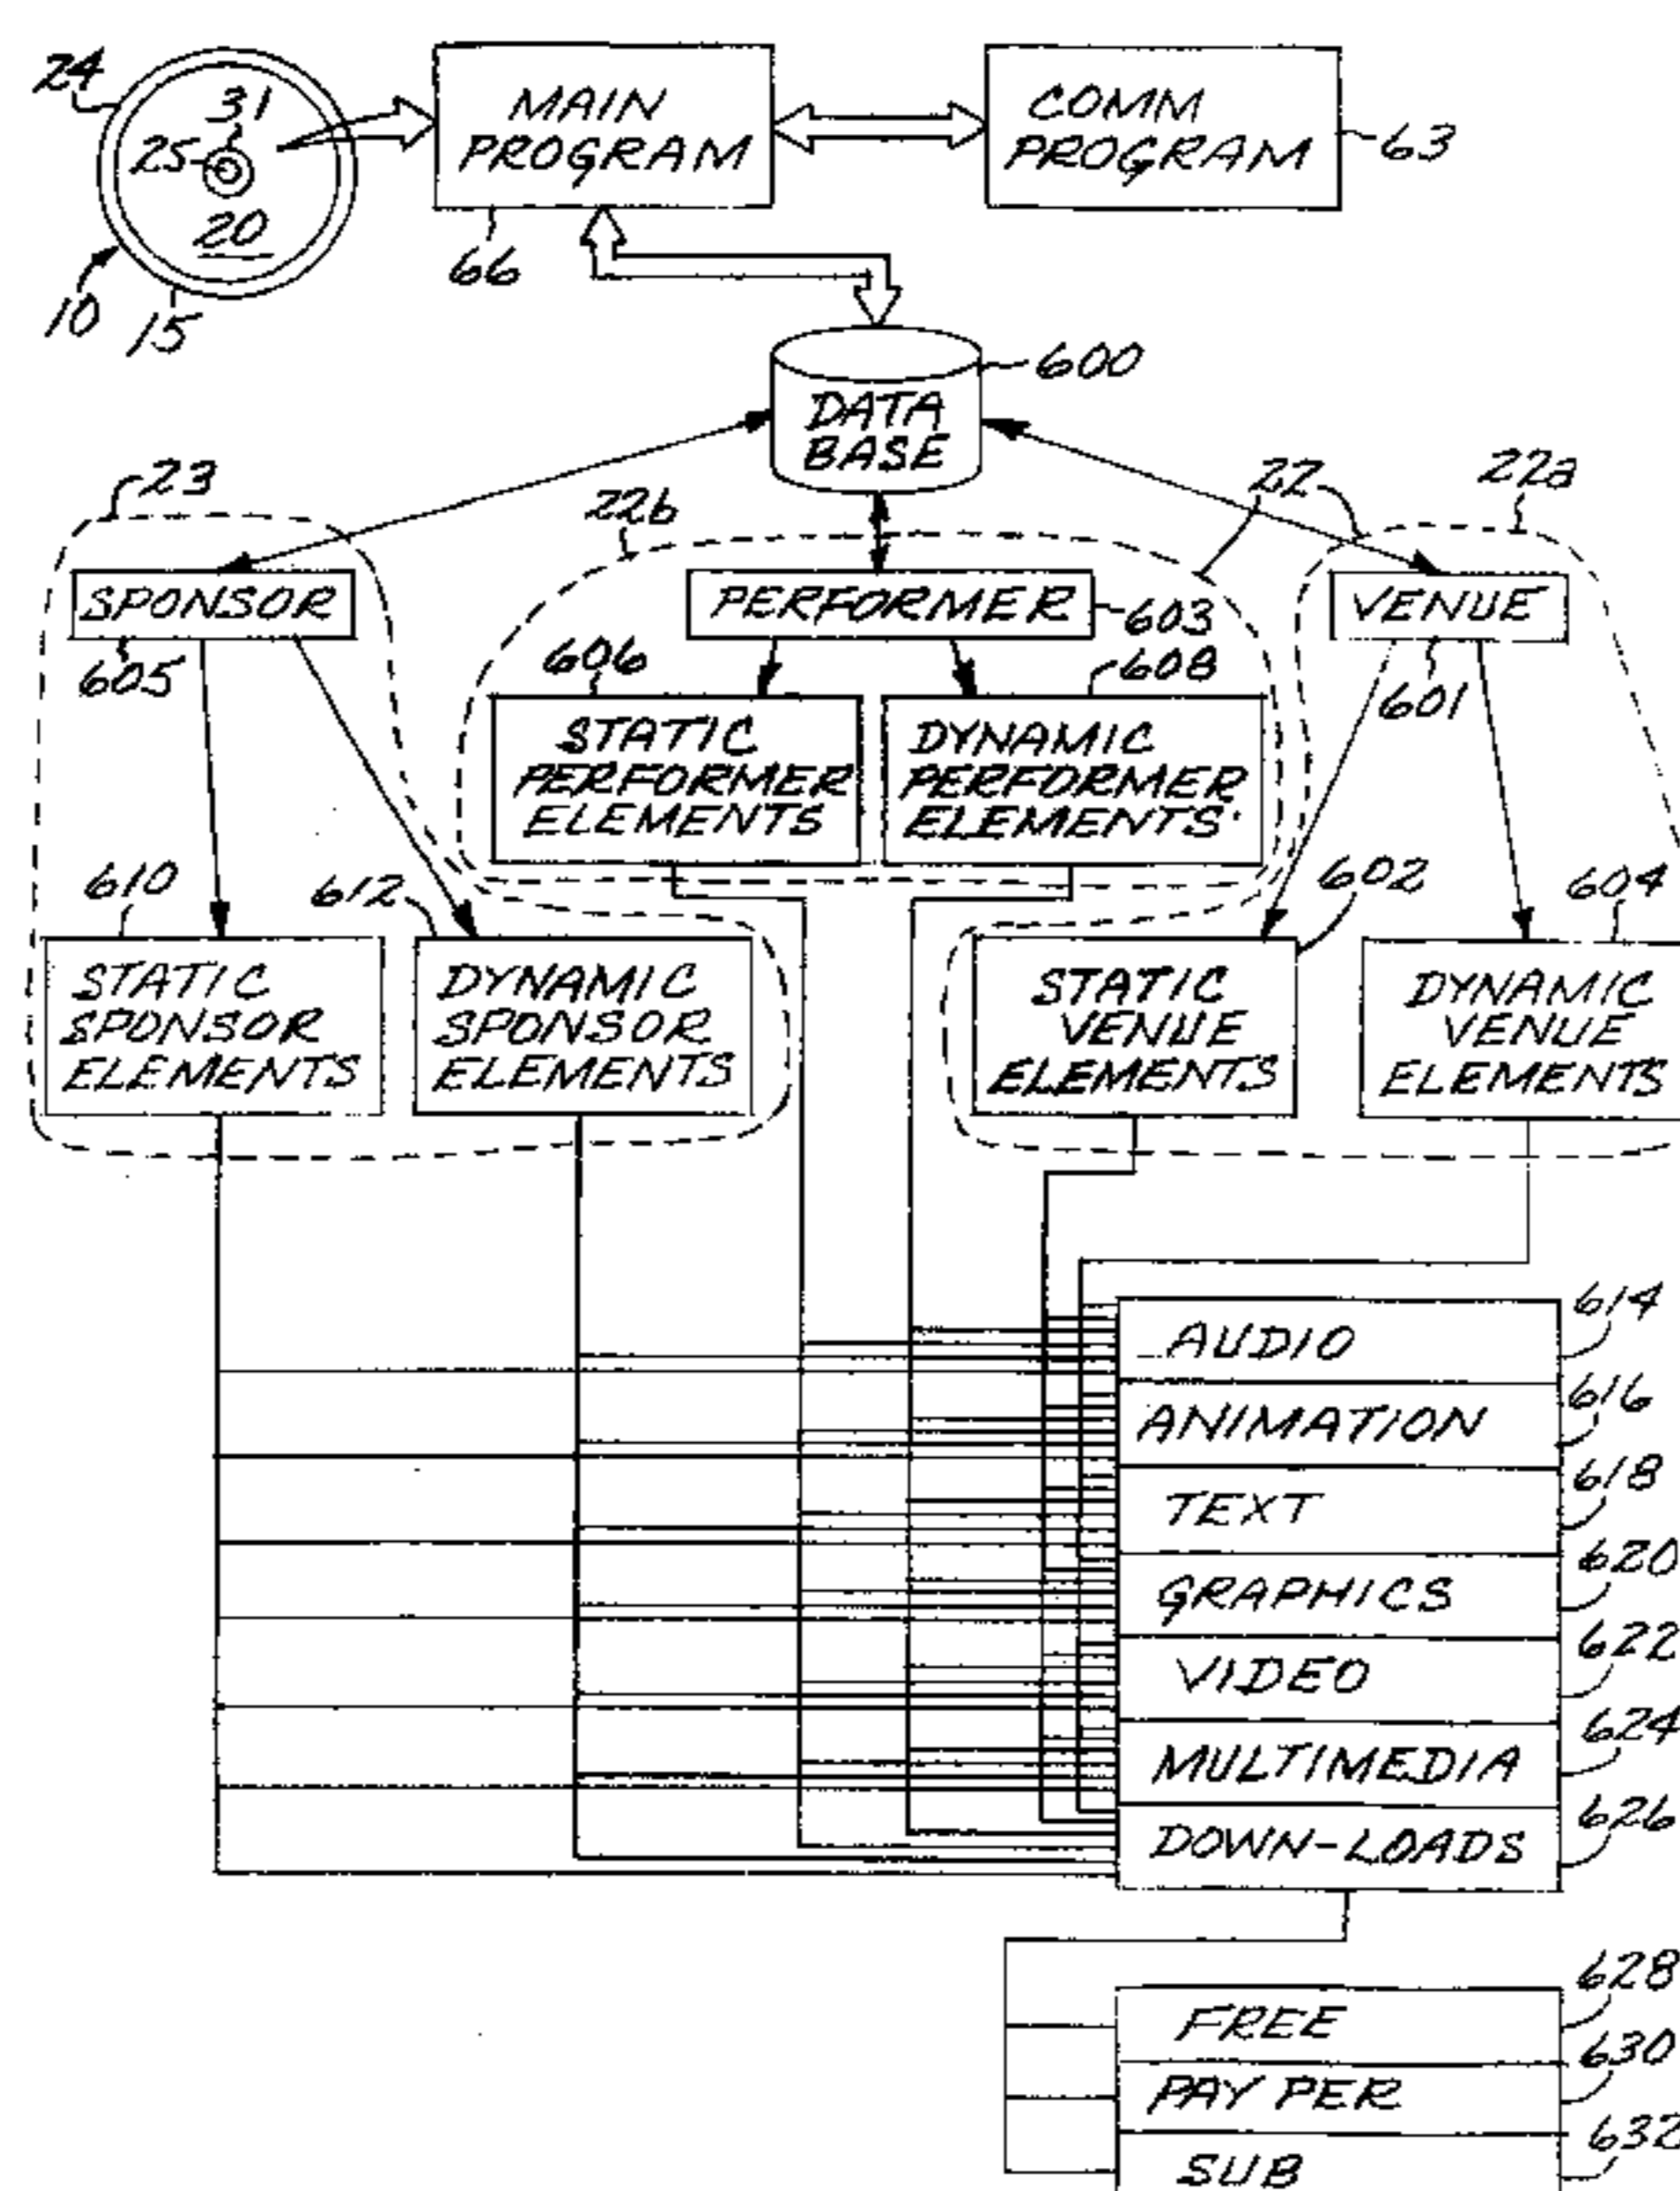 24
31
25
20
10
15
MAIN
PROGRAM
66
COMM
PROGRAM
63
600
DATA
BASE
23
22b
22
22a
SPONSOR
605
PERFORMER
603
VENUE
601
606
608
STATIC
PERFORMER
ELEMENTS
DYNAMIC
PERFORMER
ELEMENTS
610
612
602
604
STATIC
SPONSOR
ELEMENTS
DYNAMIC
SPONSOR
ELEMENTS
STATIC
VENUE
ELEMENTS
DYNAMIC
VENUE
ELEMENTS
AUDIO
614
ANIMATION
616
TEXT
618
GRAPHICS
620
VIDEO
622
MULTIMEDIA
624
DOWN-LOADS
626
FREE
628
PAY PER
630
SUB
632